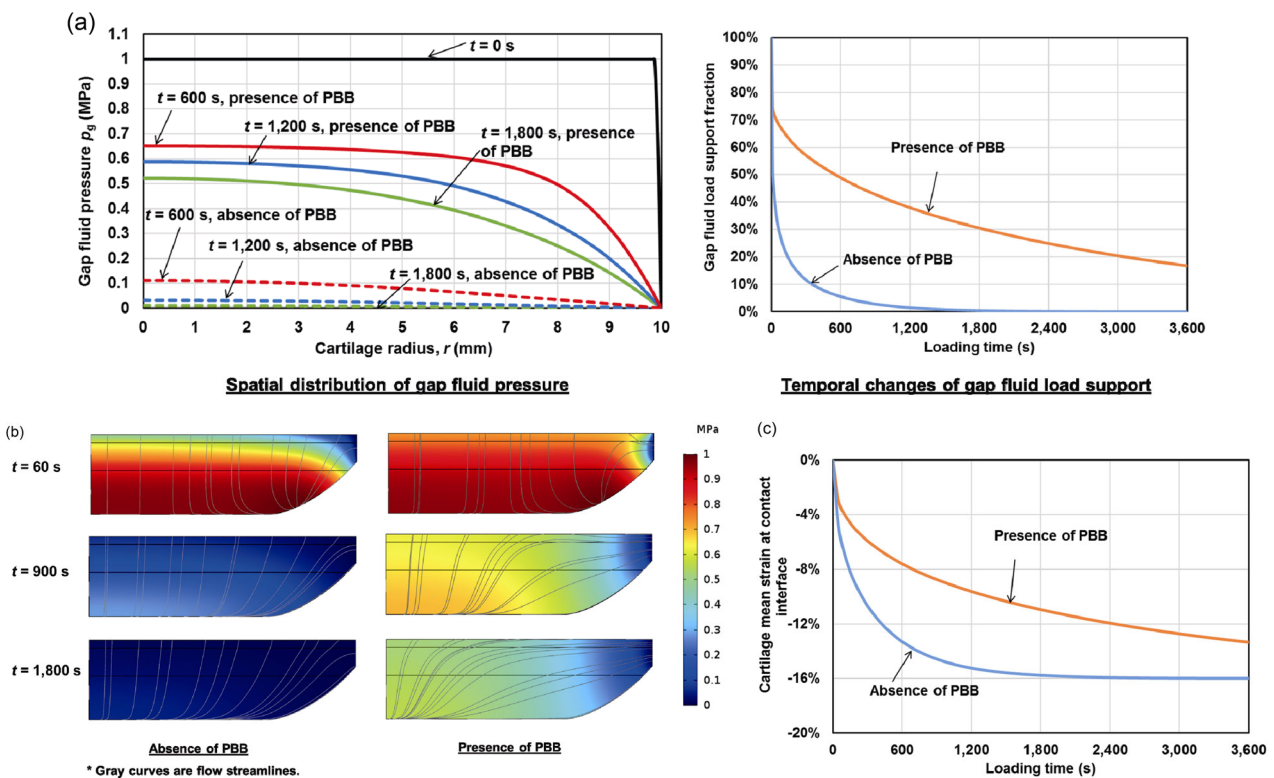 (a)
1.1
1
0.9
0.8
0.7
0.6
0.5
0.4
0.3
0.2
0.1
0
Gap fluid pressure pg (MPa)
t = 0 s
t = 600 s, presence of PBB
t = 1,200 s, presence of PBB
t = 1,800 s, presence
of PBB
t = 600 s, absence of PBB
t = 1,200 s, absence of PBB
t = 1,800 s, absence of PBB
0 1 2 3 4 5 6 7 8 9 10
Cartilage radius, r (mm)
Spatial distribution of gap fluid pressure
100%
90%
80%
70%
60%
50%
40%
30%
20%
10%
0%
Gap fluid load support fraction
Presence of PBB
Absence of PBB
0 600 1,200 1,800 2,400 3,000 3,600
Loading time (s)
Temporal changes of gap fluid load support
(b)
t = 60 s
t = 900 s
t = 1,800 s
MPa
1
0.9
0.8
0.7
0.6
0.5
0.4
0.3
0.2
0.1
0
Absence of PBB
Presence of PBB
* Gray curves are flow streamlines.
(c)
0%
-4%
-8%
-12%
-16%
-20%
Cartilage mean strain at contact
interface
Presence of PBB
Absence of PBB
0 600 1,200 1,800 2,400 3,000 3,600
Loading time (s)